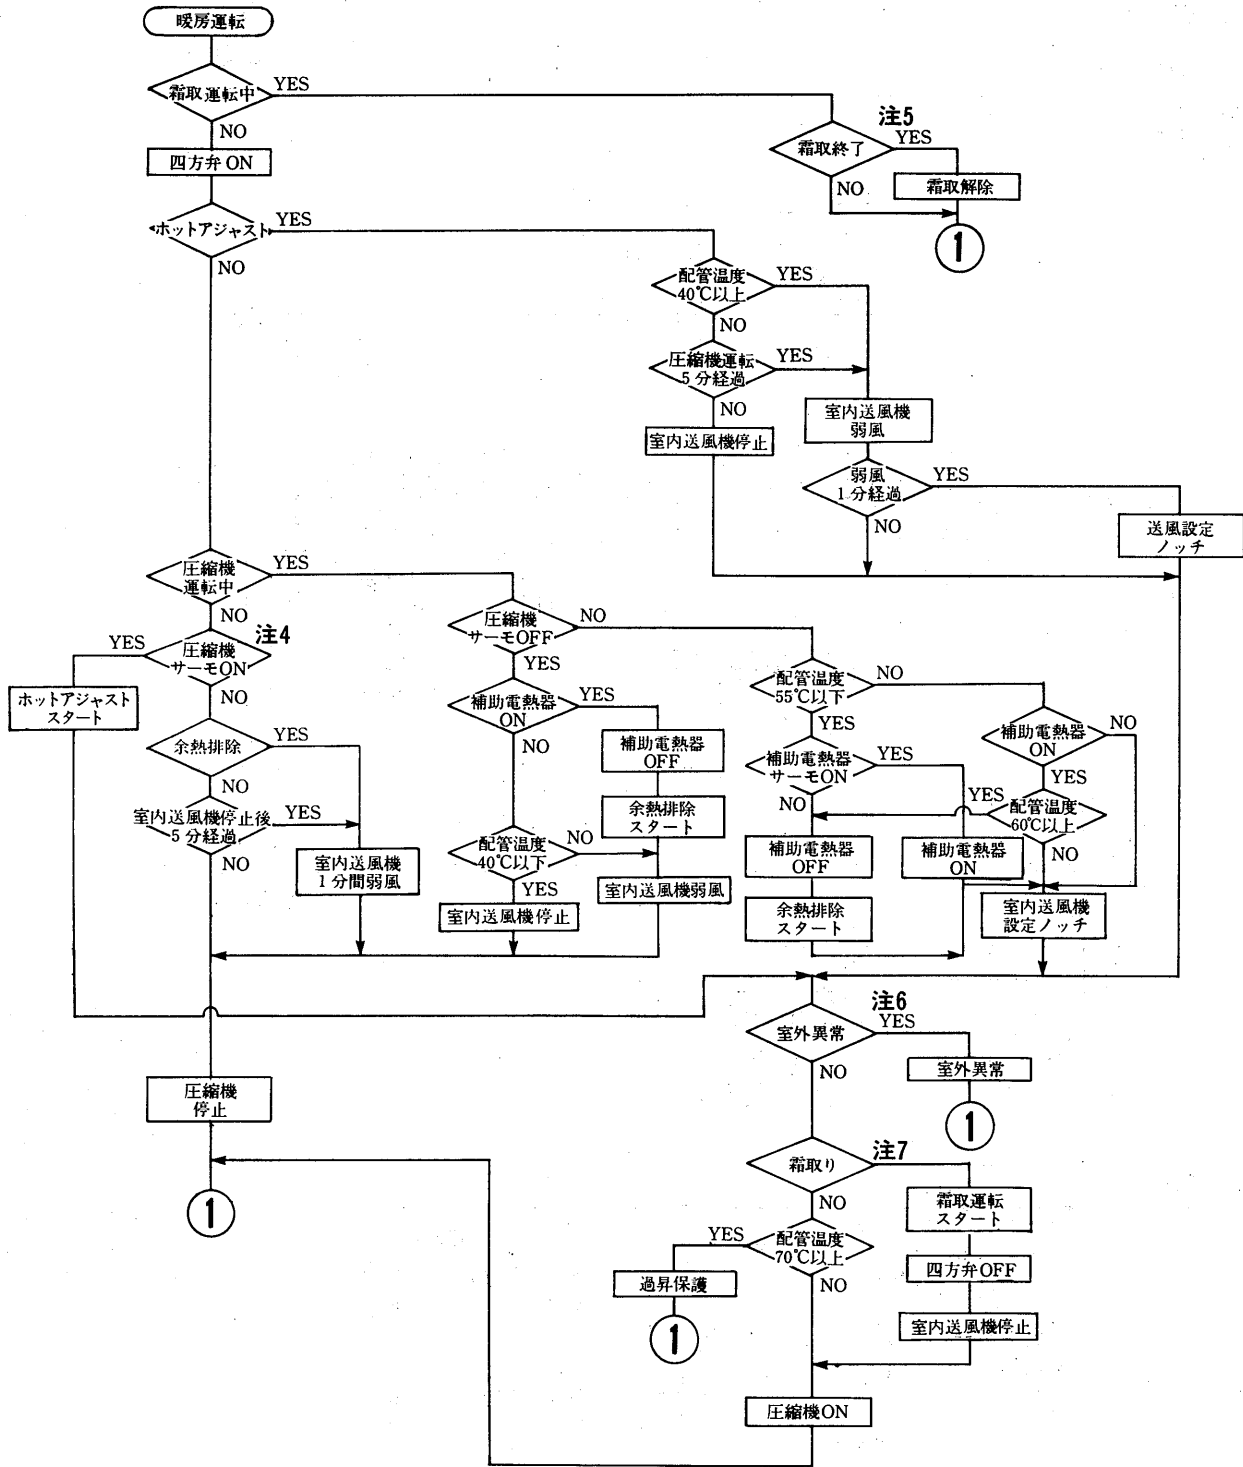 暖房運転
霜取運転中
YES
NO
注5
霜取終了
YES
NO
霜取解除
1
四方弁 ON
ホットアジャスト
YES
NO
配管温度
40℃以上
YES
NO
圧縮機運転
5分経過
YES
NO
室内送風機停止
室内送風機
弱風
弱風
1分経過
YES
NO
送風設定
ノッチ
圧縮機
運転中
YES
NO
注4
圧縮機
サーモON
YES
NO
ホットアジャスト
スタート
余熱排除
YES
NO
室内送風機停止後
5分経過
YES
NO
室内送風機
1分間弱風
圧縮機
サーモOFF
NO
YES
補助電熱器
ON
YES
NO
補助電熱器
OFF
余熱排除
スタート
配管温度
40℃以下
NO
YES
室内送風機弱風
室内送風機停止
配管温度
55℃以下
NO
YES
補助電熱器
サーモON
YES
NO
補助電熱器
ON
NO
YES
配管温度
60℃以上
YES
NO
補助電熱器
OFF
補助電熱器
ON
余熱排除
スタート
室内送風機
設定ノッチ
注6
室外異常
YES
NO
室外異常
1
圧縮機
停止
1
注7
霜取り
NO
霜取運転
スタート
四方弁OFF
室内送風機停止
配管温度
70℃以上
YES
NO
過昇保護
1
圧縮機ON